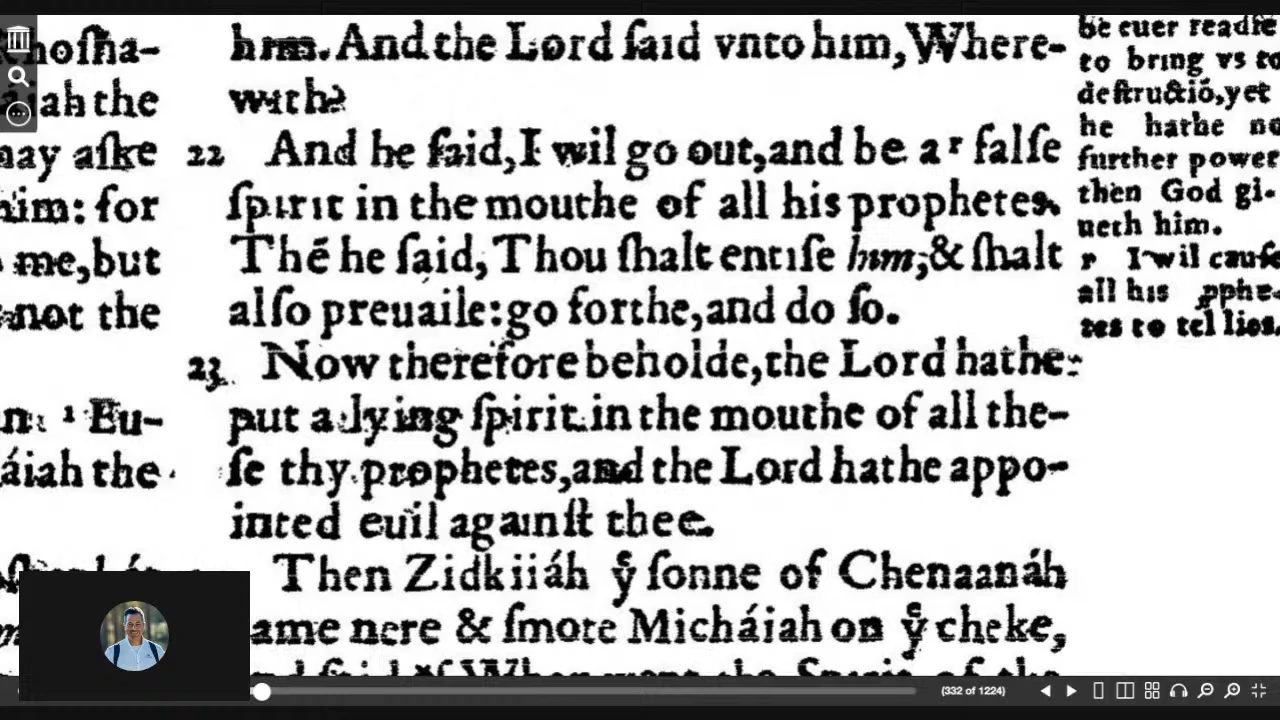 may aske
him: for
me, but
not the
Eu-
áiah the
him. And the Lord ſaid vnto him, Where-
with?
22 And he ſaid, I wil go out, and be a r falſe
ſpirit in the mouthe of all his prophetes.
Thē he ſaid, Thou ſhalt entiſe him, & ſhalt
alſo preuaile: go forthe, and do ſo.
23 Now therefore beholde, the Lord hathe
put a lying ſpirit in the mouthe of all the-
ſe thy prophetes, and the Lord hathe appo-
inted euil againſt thee.
Then Zidkiiáh yͤ ſonne of Chenaanáh
ame nere & ſmote Micháiah on yͤ cheke,
be euer readie
to bring vs to
deſtructió, yet
he hathe no
further power
then God gi-
ueth him.
r I wil cauſe
all his ꝓphe-
tes to tel lies.
(332 of 1224)